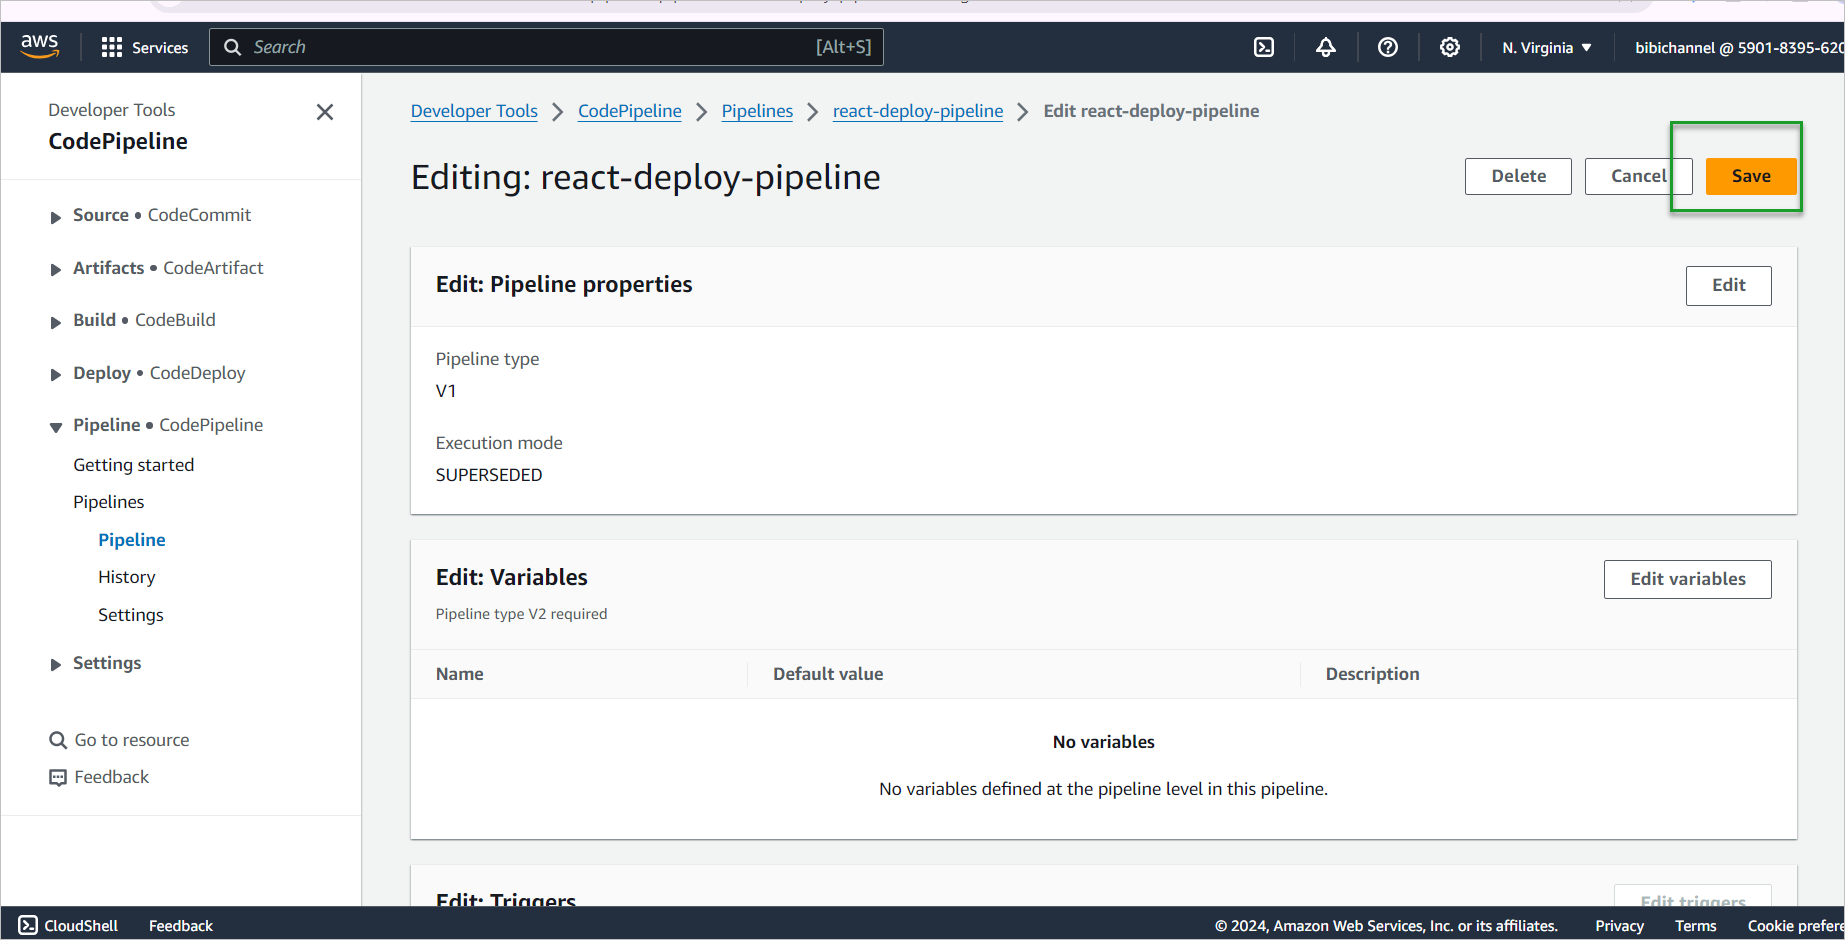 aws
Services
Search
[Alt+S]
N. Virginia
bibichannel @ 5901-8395-620
Developer Tools
CodePipeline
Source • CodeCommit
Artifacts • CodeArtifact
Build • CodeBuild
Deploy • CodeDeploy
Pipeline • CodePipeline
Getting started
Pipelines
Pipeline
History
Settings
Settings
Go to resource
Feedback
Developer Tools
CodePipeline
Pipelines
react-deploy-pipeline
Edit react-deploy-pipeline
Editing: react-deploy-pipeline
Delete
Cancel
Save
Edit: Pipeline properties
Edit
Pipeline type
V1
Execution mode
SUPERSEDED
Edit: Variables
Edit variables
Pipeline type V2 required
Name
Default value
Description
No variables
No variables defined at the pipeline level in this pipeline.
Edit: Triggers
Edit triggers
CloudShell
Feedback
© 2024, Amazon Web Services, Inc. or its affiliates.
Privacy
Terms
Cookie prefere